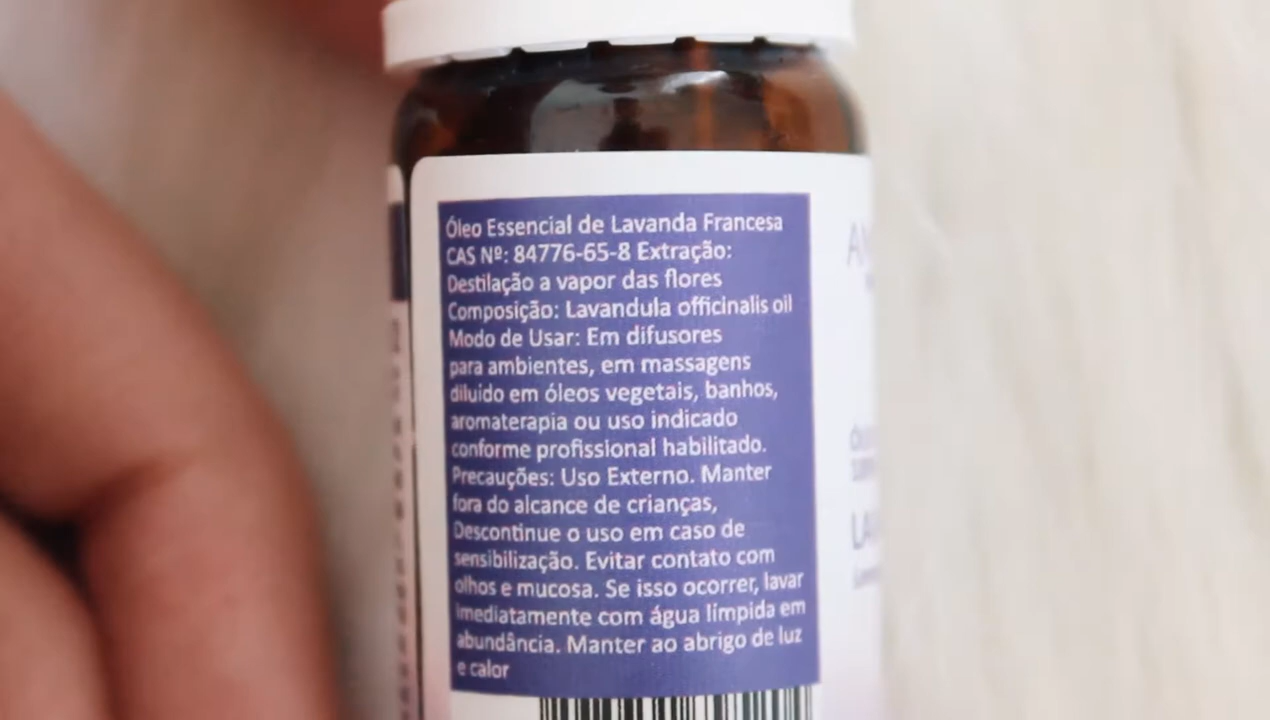 Óleo Essencial de Lavanda Francesa
CAS Nº: 84776-65-8 Extração:
Destilação a vapor das flores
Composição: Lavandula officinalis oil
Modo de Usar: Em difusores
para ambientes, em massagens
diluido em óleos vegetais, banhos,
aromaterapia ou uso indicado
conforme profissional habilitado.
Precauções: Uso Externo. Manter
fora do alcance de crianças,
Descontinue o uso em caso de
sensibilização. Evitar contato com
olhos e mucosa. Se isso ocorrer, lavar
imediatamente com água límpida em
abundância. Manter ao abrigo de luz
e calor